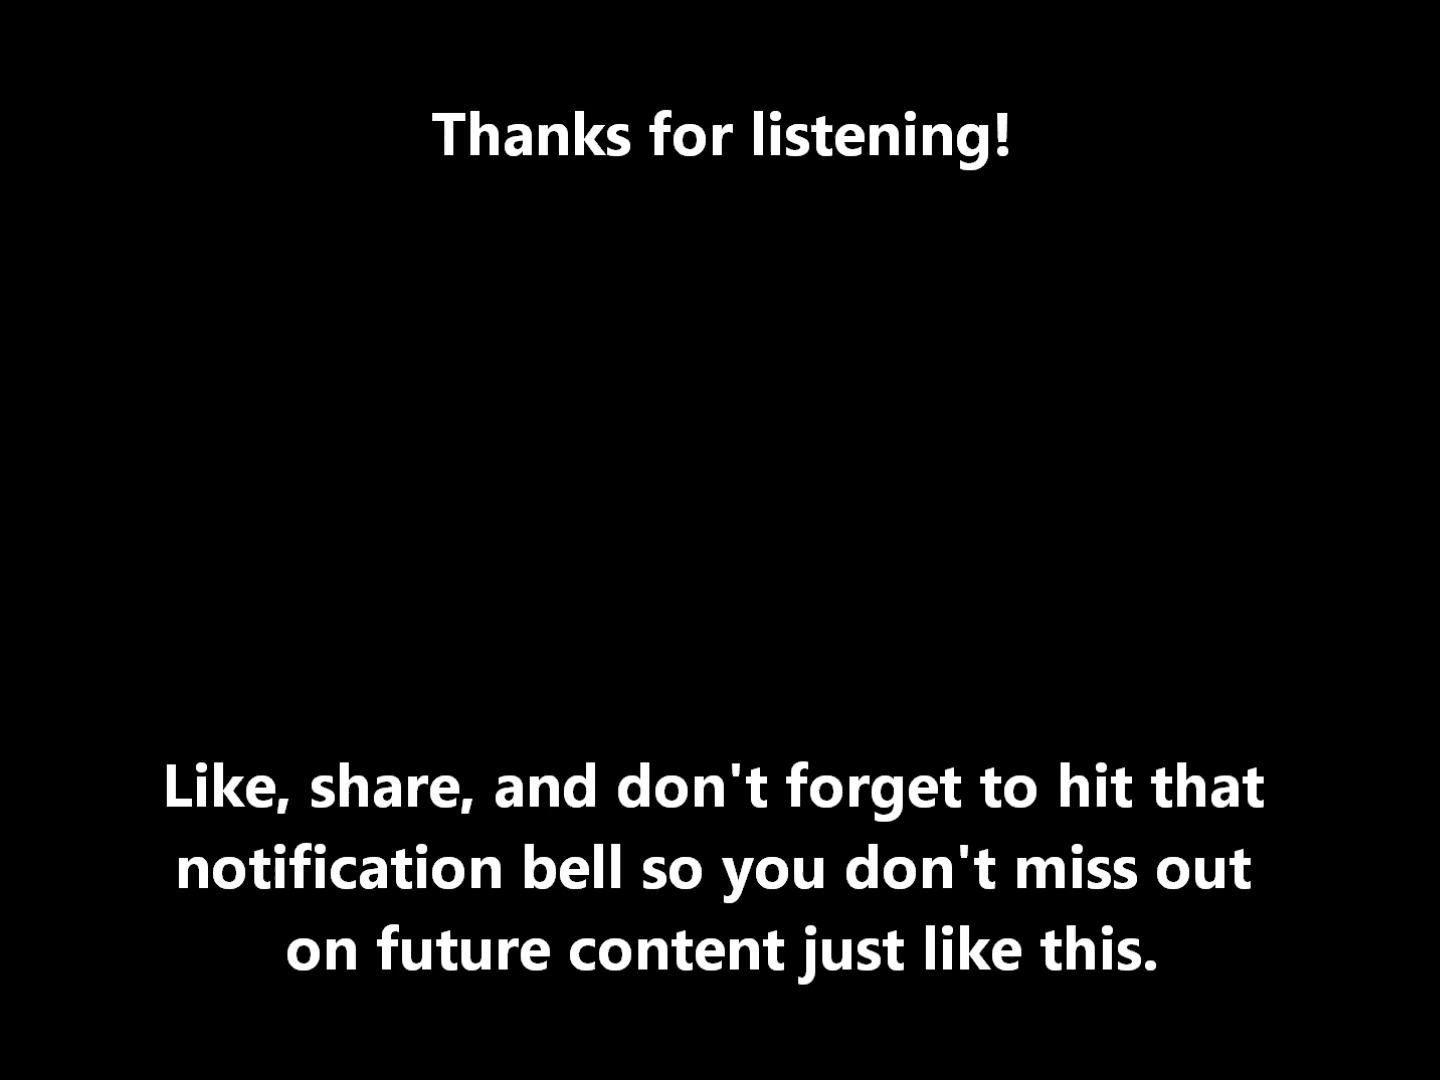 Thanks for listening!
Like, share, and don't forget to hit that
notification bell so you don't miss out
on future content just like this.